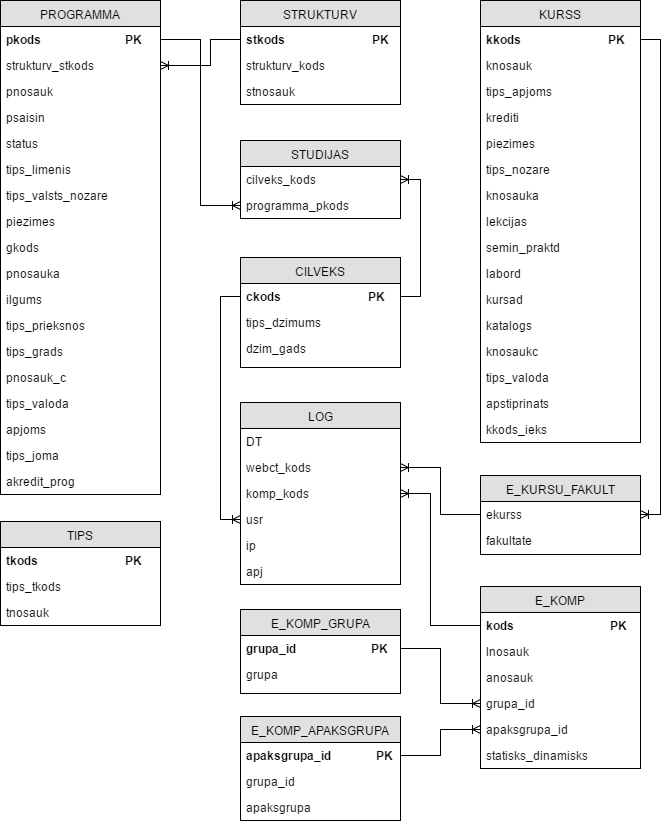 PROGRAMMA
pkods PK
strukturv_stkods
pnosauk
psaisin
status
tips_limenis
tips_valsts_nozare
piezimes
gkods
pnosauka
ilgums
tips_prieksnos
tips_grads
pnosauk_c
tips_valoda
apjoms
tips_joma
akredit_prog
TIPS
tkods PK
tips_tkods
tnosauk
STRUKTURV
stkods PK
strukturv_kods
stnosauk
STUDIJAS
cilveks_kods
programma_pkods
CILVEKS
ckods PK
tips_dzimums
dzim_gads
LOG
DT
webct_kods
komp_kods
usr
ip
apj
E_KOMP_GRUPA
grupa_id PK
grupa
E_KOMP_APAKSGRUPA
apaksgrupa_id PK
grupa_id
apaksgrupa
KURSS
kkods PK
knosauk
tips_apjoms
krediti
piezimes
tips_nozare
knosauka
lekcijas
semin_praktd
labord
kursad
katalogs
knosaukc
tips_valoda
apstiprinats
kkods_ieks
E_KURSU_FAKULT
ekurss
fakultate
E_KOMP
kods PK
lnosauk
anosauk
grupa_id
apaksgrupa_id
statisks_dinamisks